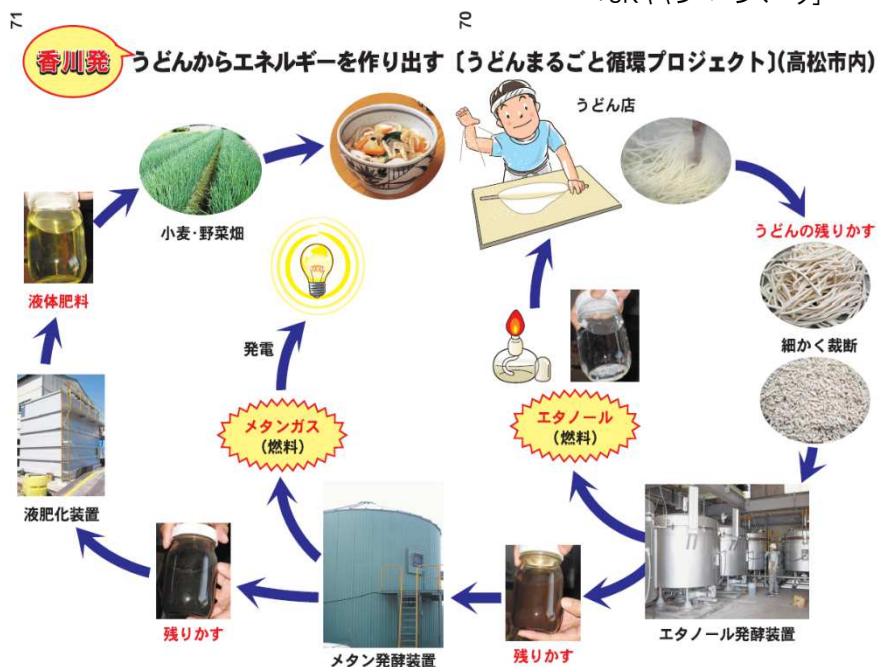 71
70
香川発
うどんからエネルギーを作り出す〔うどんまるごと循環プロジェクト〕(高松市内)
うどん店
小麦・野菜畑
うどんの残りかす
液体肥料
細かく裁断
発電
メタンガス
(燃料)
エタノール
(燃料)
液肥化装置
残りかす
メタン発酵装置
残りかす
エタノール発酵装置